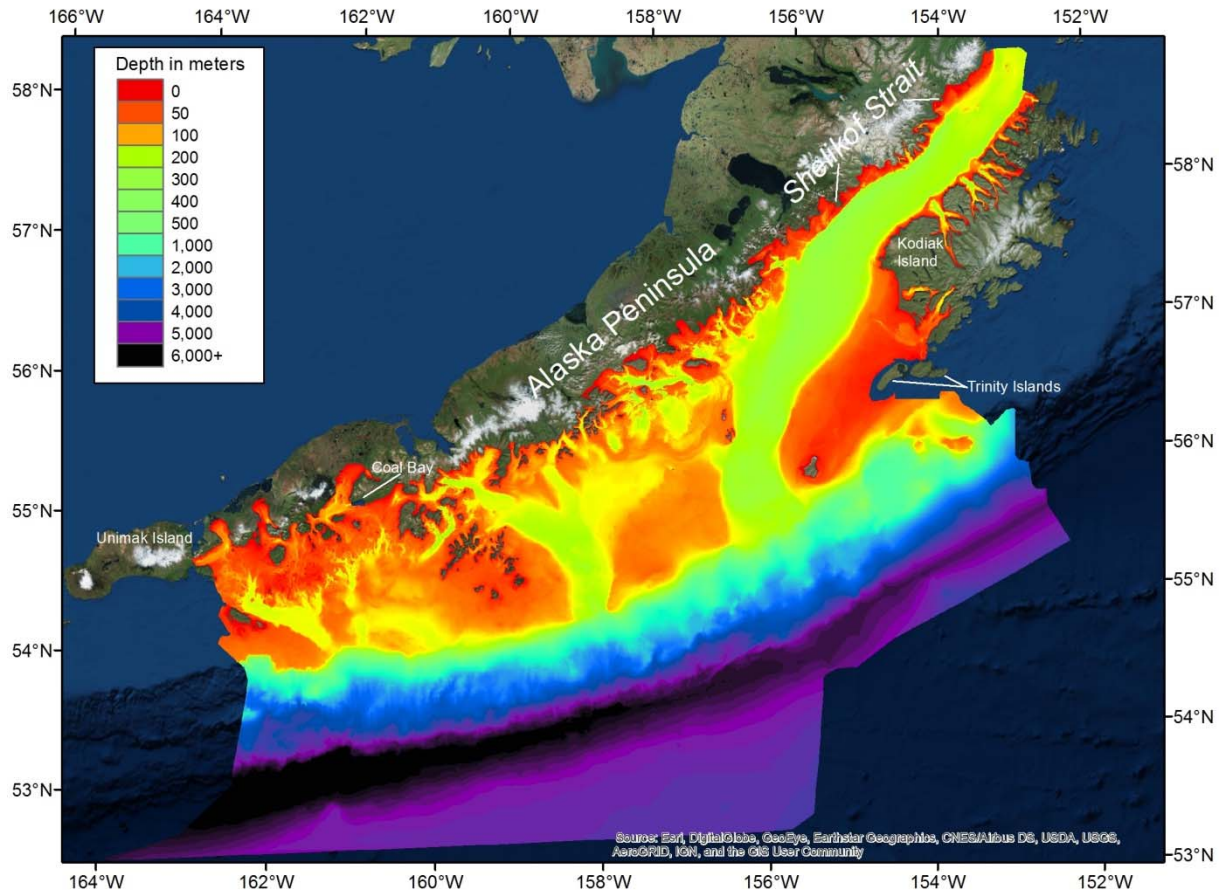 166°W 164°W 162°W 160°W 158°W 156°W 154°W 152°W
Depth in meters
0
50
100
200
300
400
500
1,000
2,000
3,000
4,000
5,000
6,000+
58°N
57°N
56°N
55°N
54°N
53°N
58°N
57°N
56°N
55°N
54°N
53°N
Shelikof Strait
Alaska Peninsula
Kodiak
Island
Trinity Islands
Coal Bay
Unimak Island
Source: Esri, DigitalGlobe, GeoEye, Earthstar Geographics, CNES/Airbus DS, USDA, USGS,
AeroGRID, IGN, and the GIS User Community
164°W 162°W 160°W 158°W 156°W 154°W 152°W